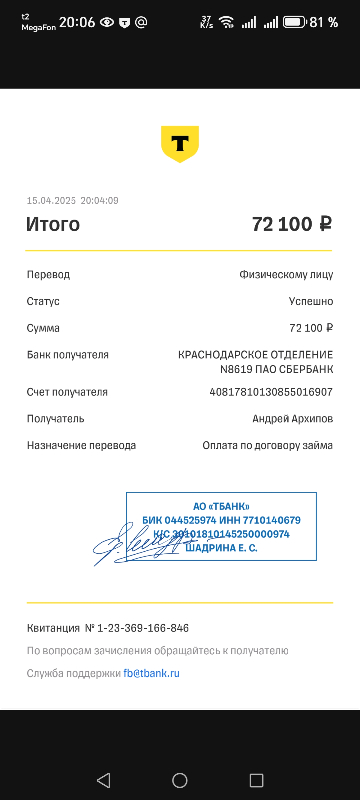 t2
MegaFon 20:06 37 K/s 81 %
T
15.04.2025 20:04:09
Итого 72 100 ₽
Перевод Физическому лицу
Статус Успешно
Сумма 72 100 ₽
Банк получателя КРАСНОДАРСКОЕ ОТДЕЛЕНИЕ
N8619 ПАО СБЕРБАНК
Счет получателя 40817810130855016907
Получатель Андрей Архипов
Назначение перевода Оплата по договору займа
АО «ТБАНК»
БИК 044525974 ИНН 7710140679
К/С 30101810145250000974
ШАДРИНА Е. С.
Квитанция № 1-23-369-166-846
По вопросам зачисления обращайтесь к получателю
Служба поддержки fb@tbank.ru